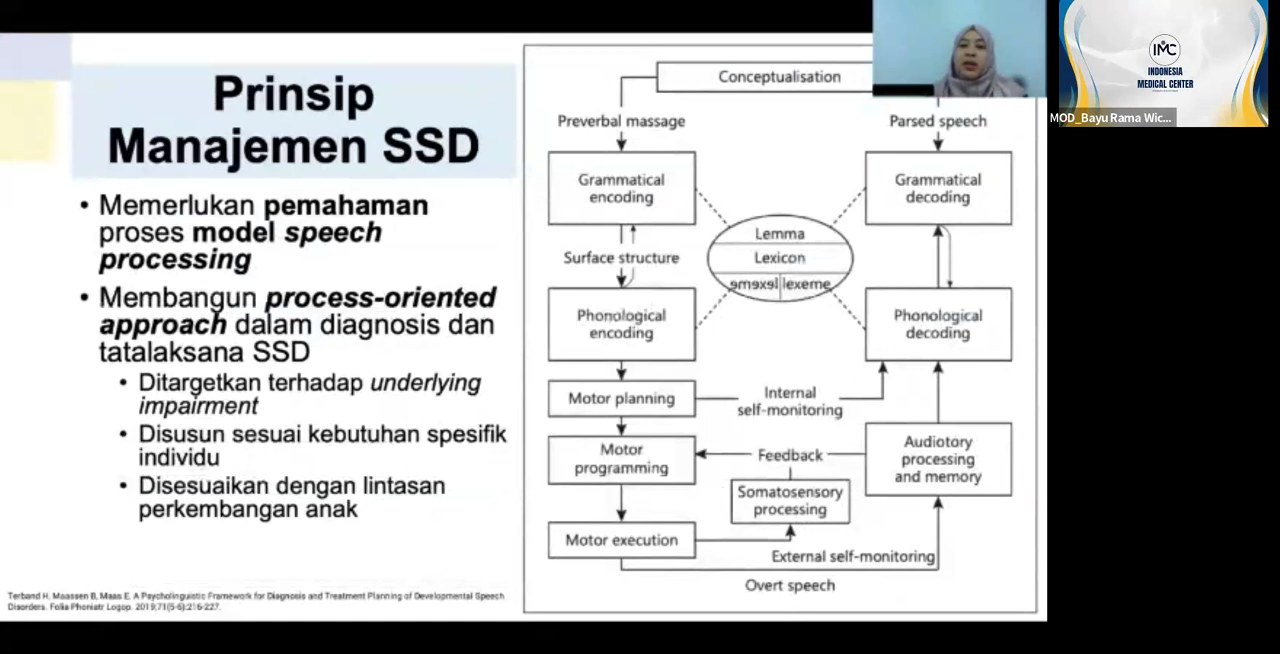 Prinsip
Manajemen SSD
• Memerlukan pemahaman
proses model speech
processing
• Membangun process-oriented
approach dalam diagnosis dan
tatalaksana SSD
• Ditargetkan terhadap underlying
impairment
• Disusun sesuai kebutuhan spesifik
individu
• Disesuaikan dengan lintasan
perkembangan anak
Terband H, Maassen B, Maas E. A Psycholinguistic Framework for Diagnosis and Treatment Planning of Developmental Speech
Disorders. Folia Phoniatr Logop. 2019;71(5-6):216-227.
Conceptualisation
Preverbal massage
Parsed speech
Grammatical
encoding
Grammatical
decoding
Lemma
Lexicon
lexeme
lexeme
Surface structure
Phonological
encoding
Phonological
decoding
Motor planning
Internal
self-monitoring
Motor
programming
Feedback
Audiotory
processing
and memory
Somatosensory
processing
Motor execution
External self-monitoring
Overt speech
IMC
INDONESIA
MEDICAL CENTER
MOD_Bayu Rama Wic...